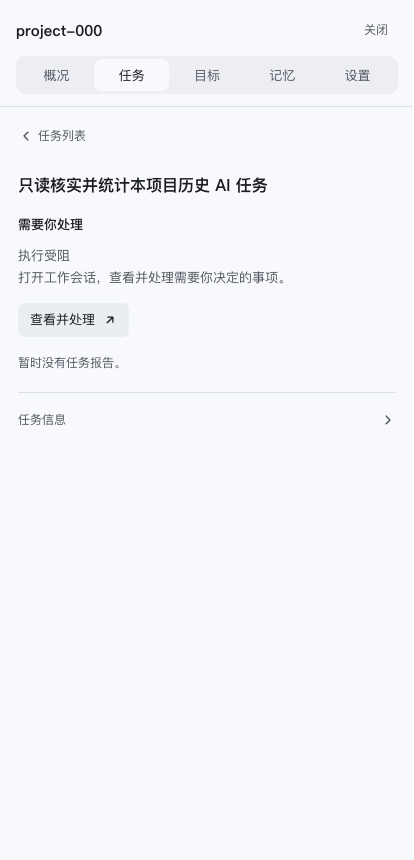 project-000
关闭
概况
任务
目标
记忆
设置
任务列表
只读核实并统计本项目历史 AI 任务
需要你处理
执行受阻
打开工作会话，查看并处理需要你决定的事项。
查看并处理
暂时没有任务报告。
任务信息